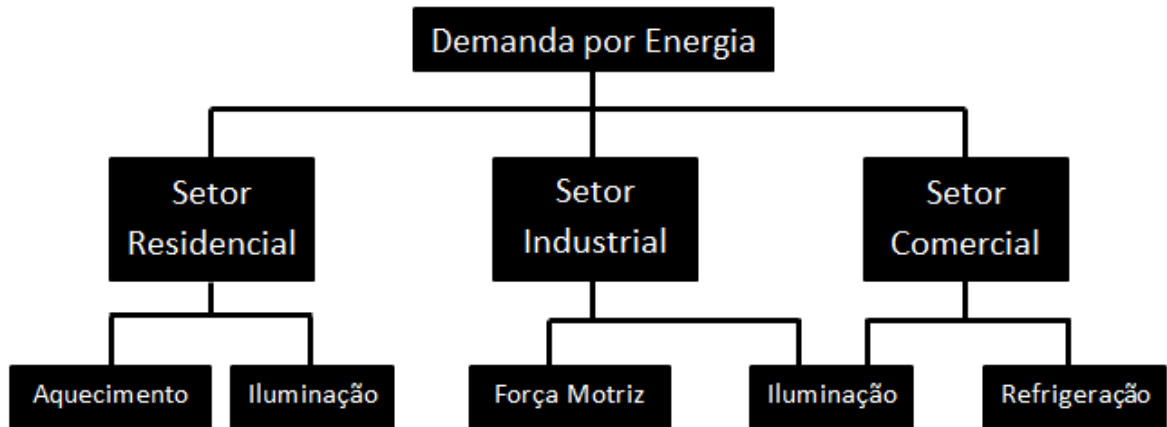 Demanda por Energia
Setor
Residencial
Setor
Industrial
Setor
Comercial
Aquecimento
Iluminação
Força Motriz
Iluminação
Refrigeração